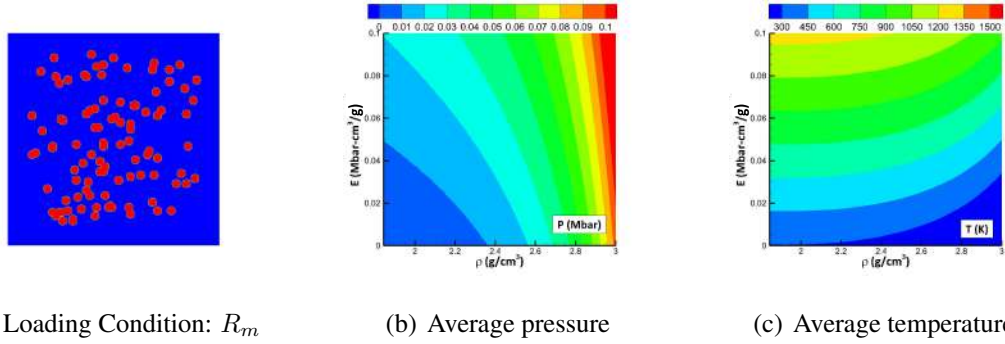 0 0.01 0.02 0.03 0.04 0.05 0.06 0.07 0.08 0.09 0.1
300 450 600 750 900 1050 1200 1350 1500
0.1
0.08
0.06
0.04
0.02
0
E (Mbar-cm³/g)
P (Mbar)
2 2.2 2.4 2.6 2.8 3
ρ (g/cm³)
0.1
0.08
0.06
0.04
0.02
0
E (Mbar-cm³/g)
T (K)
2 2.2 2.4 2.6 2.8 3
ρ (g/cm³)
Loading Condition: Rₘ
(b) Average pressure
(c) Average temperature